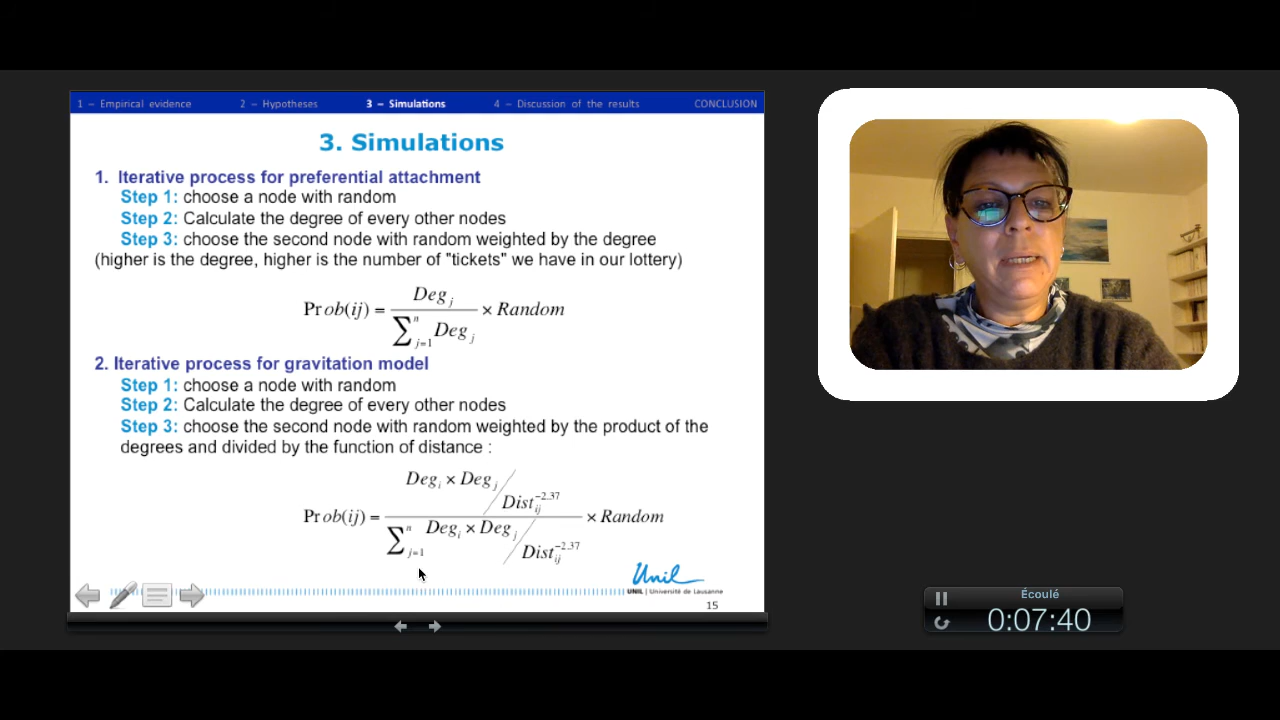 1 – Empirical evidence 2 – Hypotheses 3 – Simulations 4 – Discussion of the results CONCLUSION
3. Simulations
1. Iterative process for preferential attachment
Step 1: choose a node with random
Step 2: Calculate the degree of every other nodes
Step 3: choose the second node with random weighted by the degree
(higher is the degree, higher is the number of "tickets" we have in our lottery)
Prob(ij) = Deg_j / ∑_{j=1}^{n} Deg_j × Random
2. Iterative process for gravitation model
Step 1: choose a node with random
Step 2: Calculate the degree of every other nodes
Step 3: choose the second node with random weighted by the product of the
degrees and divided by the function of distance :
Prob(ij) = (Deg_i × Deg_j / Dist_{ij}^{-2.37}) / (∑_{j=1}^{n} Deg_i × Deg_j / Dist_{ij}^{-2.37}) × Random
Unil
UNIL | Université de Lausanne
15
Écoulé
0:07:40